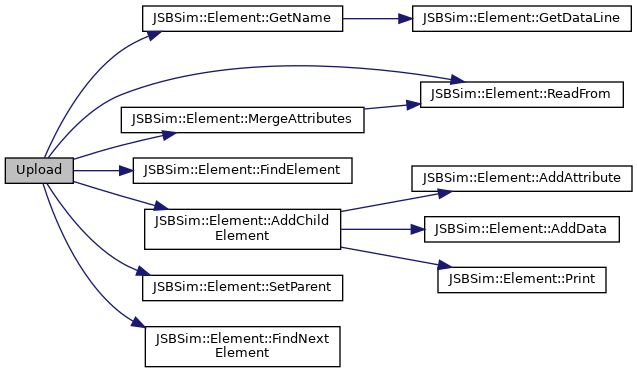 JSBSim::Element::GetName
JSBSim::Element::GetDataLine
JSBSim::Element::ReadFrom
JSBSim::Element::MergeAttributes
Upload
JSBSim::Element::FindElement
JSBSim::Element::AddAttribute
JSBSim::Element::AddChild
Element
JSBSim::Element::AddData
JSBSim::Element::Print
JSBSim::Element::SetParent
JSBSim::Element::FindNext
Element